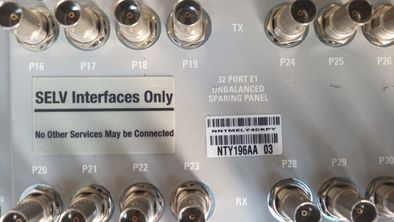 TX
P16 P17 P18 P19 P24 P25 P26
SELV Interfaces Only
No Other Services May be Connected
32 PORT E1
UNBALANCED
SPARING PANEL
NNTMELY4CKPY
NTY196AA 03
P20 P21 P22 P23 RX P28 P29 P30